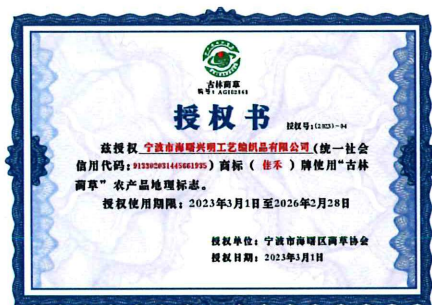 古林蔺草
编号：AGI02343
授权书
授权号：(2023)-04
兹授权 宁波市海曙兴明工艺编织品有限公司（统一社会
信用代码：913302031445661935）商标（ 佳禾 ）牌使用“古林
蔺草”农产品地理标志。
授权使用期限：2023年3月1日至2026年2月28日
授权单位：宁波市海曙区蔺草协会
授权日期：2023年3月1日